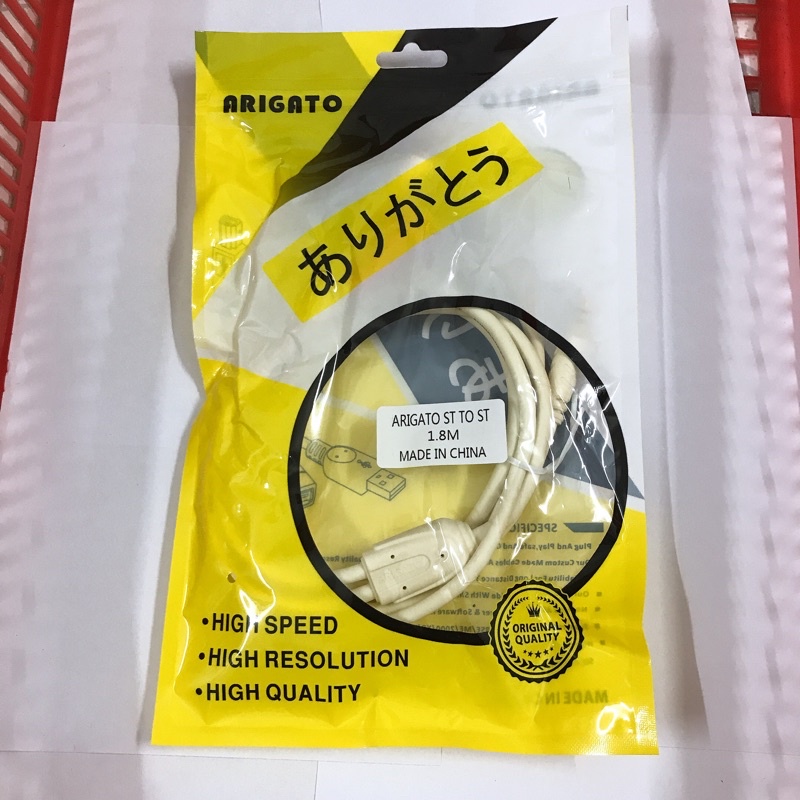 ARIGATO
ありがとう
ARIGATO ST TO ST
1.8M
MADE IN CHINA
•HIGH SPEED
•HIGH RESOLUTION
•HIGH QUALITY
ORIGINAL
QUALITY